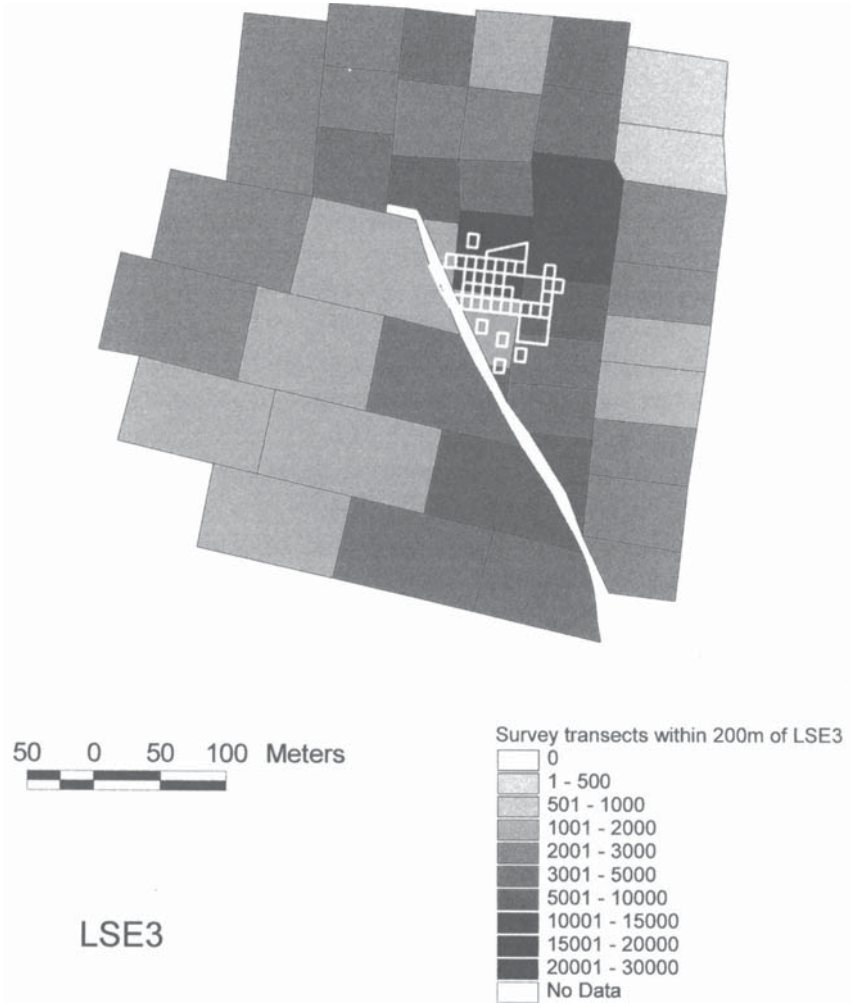 50 0 50 100 Meters
LSE3
Survey transects within 200m of LSE3
0
1 - 500
501 - 1000
1001 - 2000
2001 - 3000
3001 - 5000
5001 - 10000
10001 - 15000
15001 - 20000
20001 - 30000
No Data